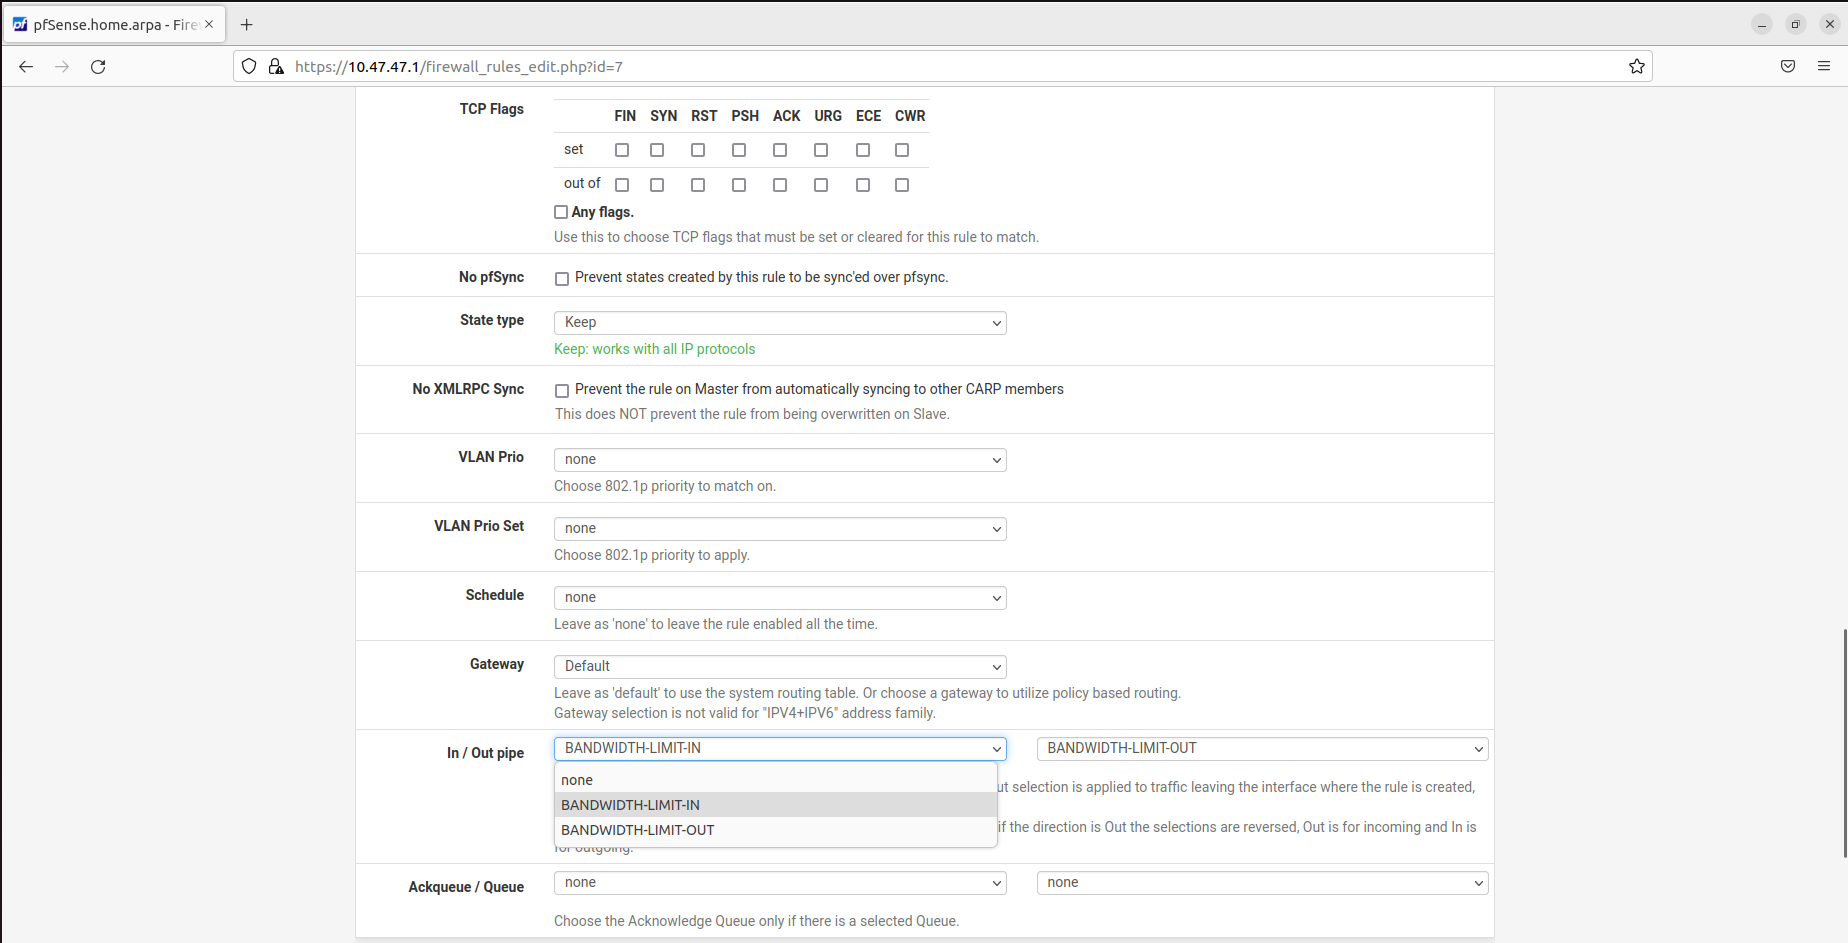 pfSense.home.arpa - Fire
https://10.47.47.1/firewall_rules_edit.php?id=7
TCP Flags
FIN SYN RST PSH ACK URG ECE CWR
set
out of
Any flags.
Use this to choose TCP flags that must be set or cleared for this rule to match.
No pfSync
Prevent states created by this rule to be sync'ed over pfsync.
State type
Keep
Keep: works with all IP protocols
No XMLRPC Sync
Prevent the rule on Master from automatically syncing to other CARP members
This does NOT prevent the rule from being overwritten on Slave.
VLAN Prio
none
Choose 802.1p priority to match on.
VLAN Prio Set
none
Choose 802.1p priority to apply.
Schedule
none
Leave as 'none' to leave the rule enabled all the time.
Gateway
Default
Leave as 'default' to use the system routing table. Or choose a gateway to utilize policy based routing.
Gateway selection is not valid for "IPV4+IPV6" address family.
In / Out pipe
BANDWIDTH-LIMIT-IN BANDWIDTH-LIMIT-OUT
none
selection is applied to traffic leaving the interface where the rule is created,
BANDWIDTH-LIMIT-IN
BANDWIDTH-LIMIT-OUT
if the direction is Out the selections are reversed, Out is for incoming and In is
for outgoing.
Ackqueue / Queue
none none
Choose the Acknowledge Queue only if there is a selected Queue.